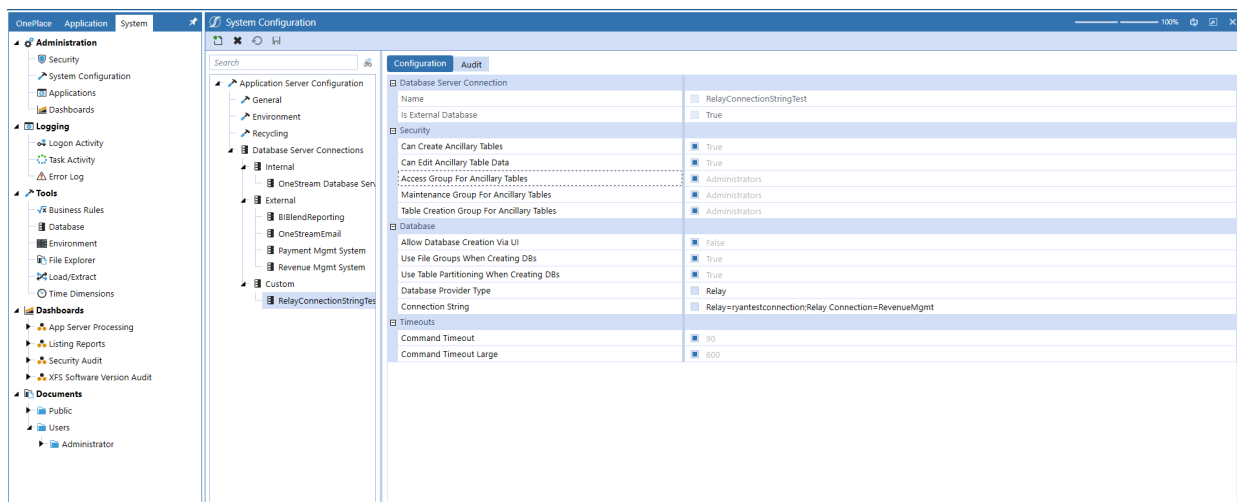 OnePlace Application System
Administration
Security
System Configuration
Applications
Dashboards
Logging
Logon Activity
Task Activity
Error Log
Tools
Business Rules
Database
Environment
File Explorer
Load/Extract
Time Dimensions
Dashboards
App Server Processing
Listing Reports
Security Audit
XFS Software Version Audit
Documents
Public
Users
Administrator
System Configuration
100%
Search
Application Server Configuration
General
Environment
Recycling
Database Server Connections
Internal
OneStream Database Serv
External
BIBlendReporting
OneStreamEmail
Payment Mgmt System
Revenue Mgmt System
Custom
RelayConnectionStringTes
Configuration Audit
Database Server Connection
Name RelayConnectionStringTest
Is External Database True
Security
Can Create Ancillary Tables True
Can Edit Ancillary Table Data True
Access Group For Ancillary Tables Administrators
Maintenance Group For Ancillary Tables Administrators
Table Creation Group For Ancillary Tables Administrators
Database
Allow Database Creation Via UI False
Use File Groups When Creating DBs True
Use Table Partitioning When Creating DBs True
Database Provider Type Relay
Connection String Relay=ryantestconnection;Relay Connection=RevenueMgmt
Timeouts
Command Timeout 90
Command Timeout Large 600